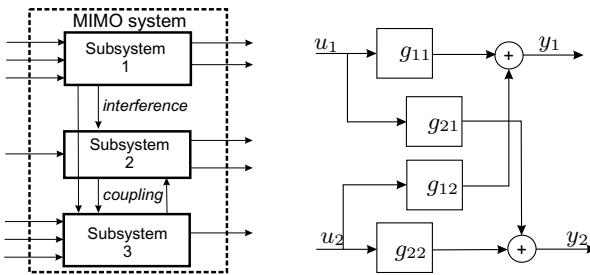 MIMO system
Subsystem
1
interference
Subsystem
2
coupling
Subsystem
3
u1
g11
y1
g21
g12
u2
g22
y2